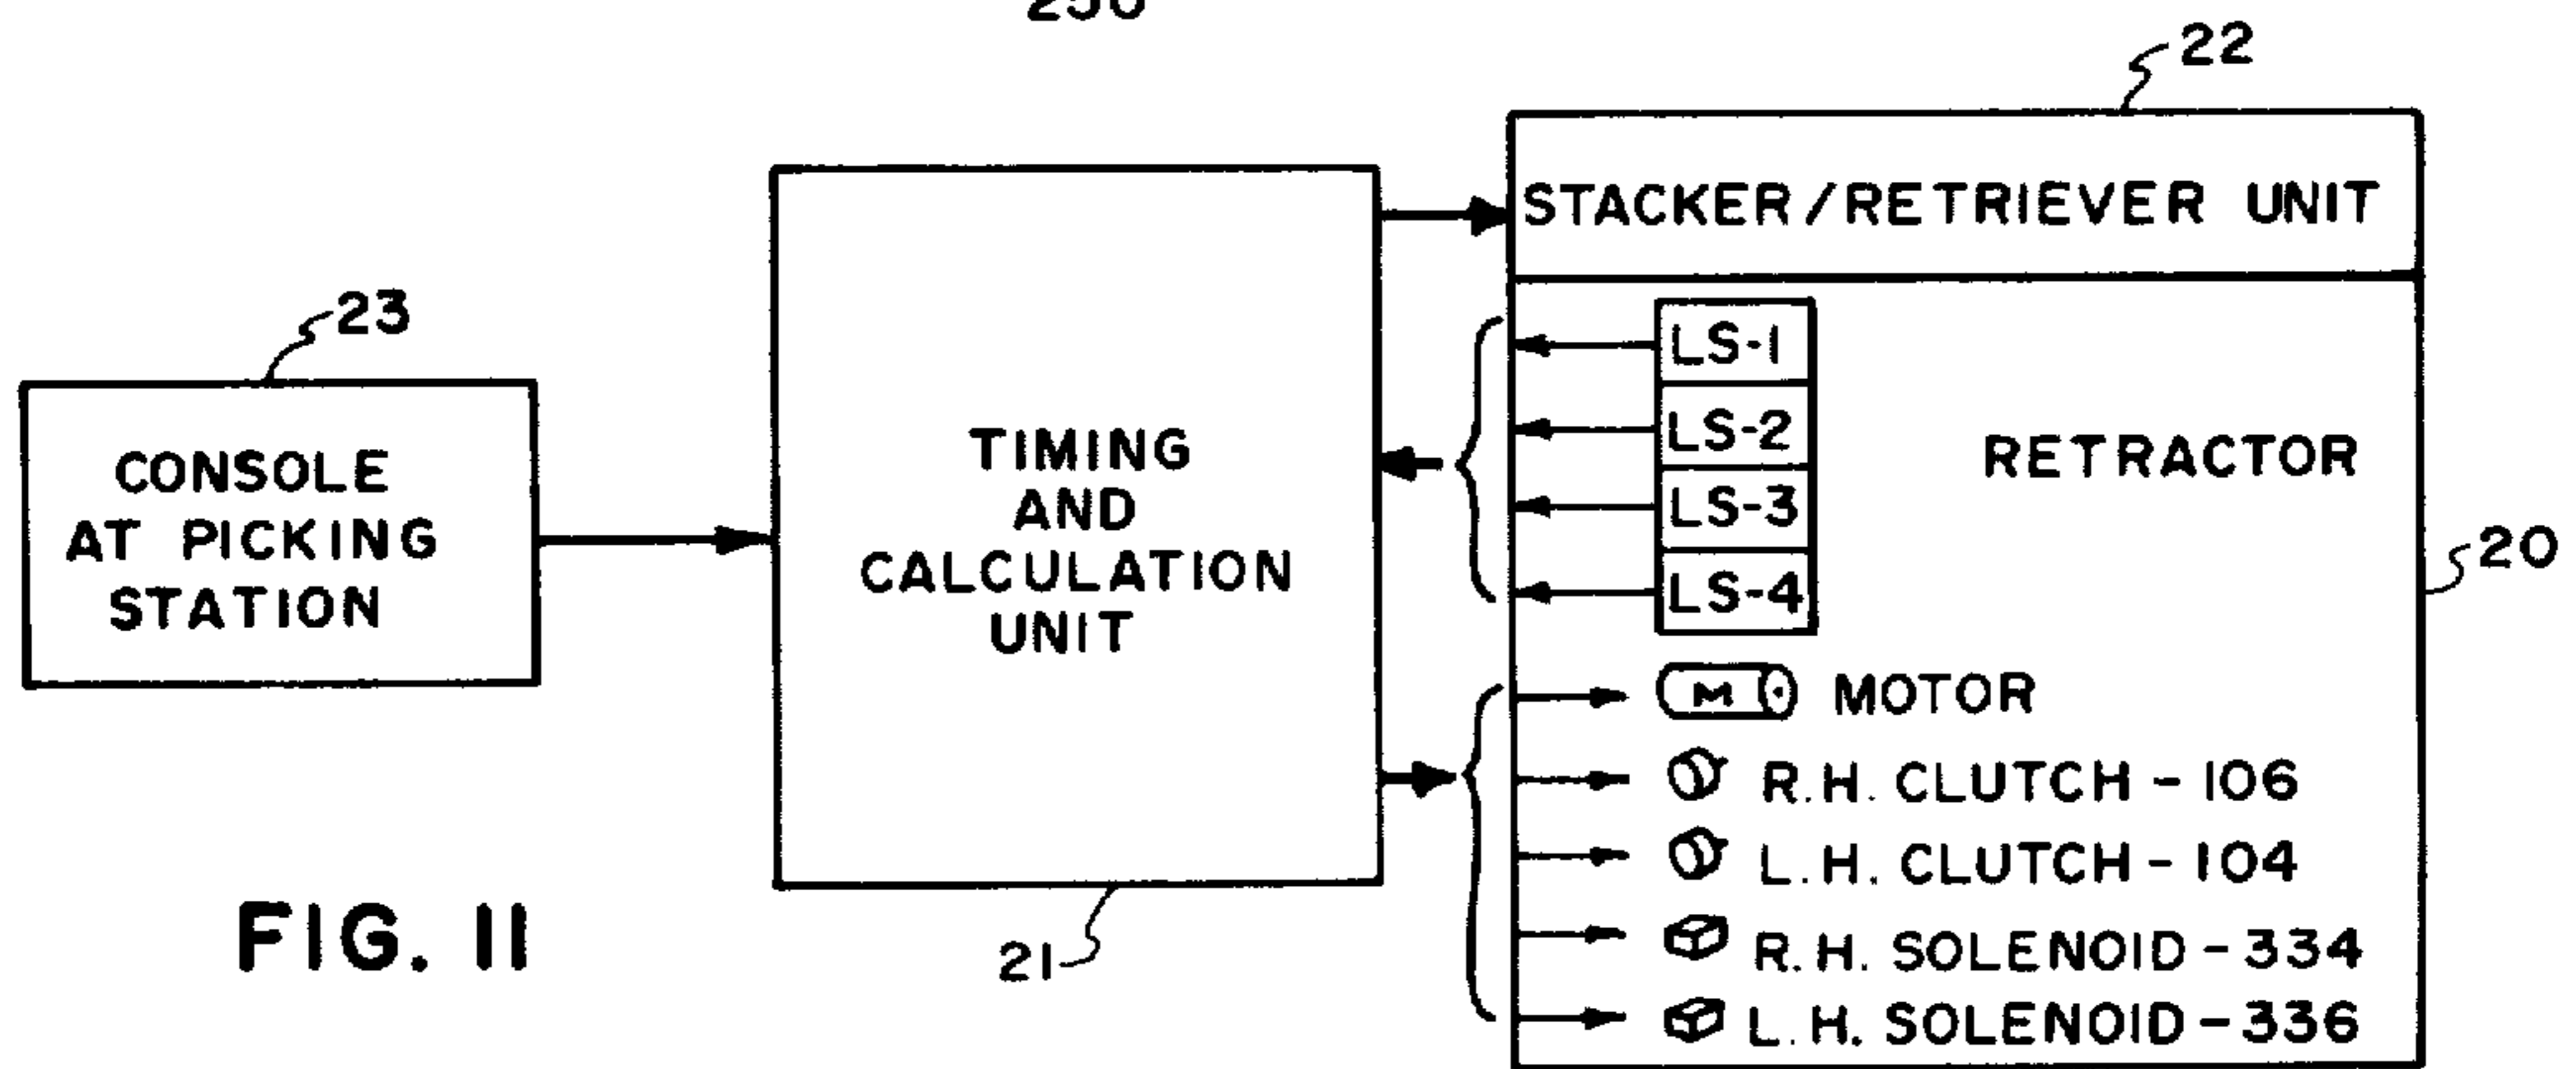 22
STACKER/RETRIEVER UNIT
23
LS-1
CONSOLE
AT PICKING
STATION
TIMING
AND
CALCULATION
UNIT
LS-2
RETRACTOR
LS-3
20
LS-4
M MOTOR
R.H. CLUTCH-106
L.H. CLUTCH-104
R.H. SOLENOID-334
L.H. SOLENOID-336
21
FIG. 11